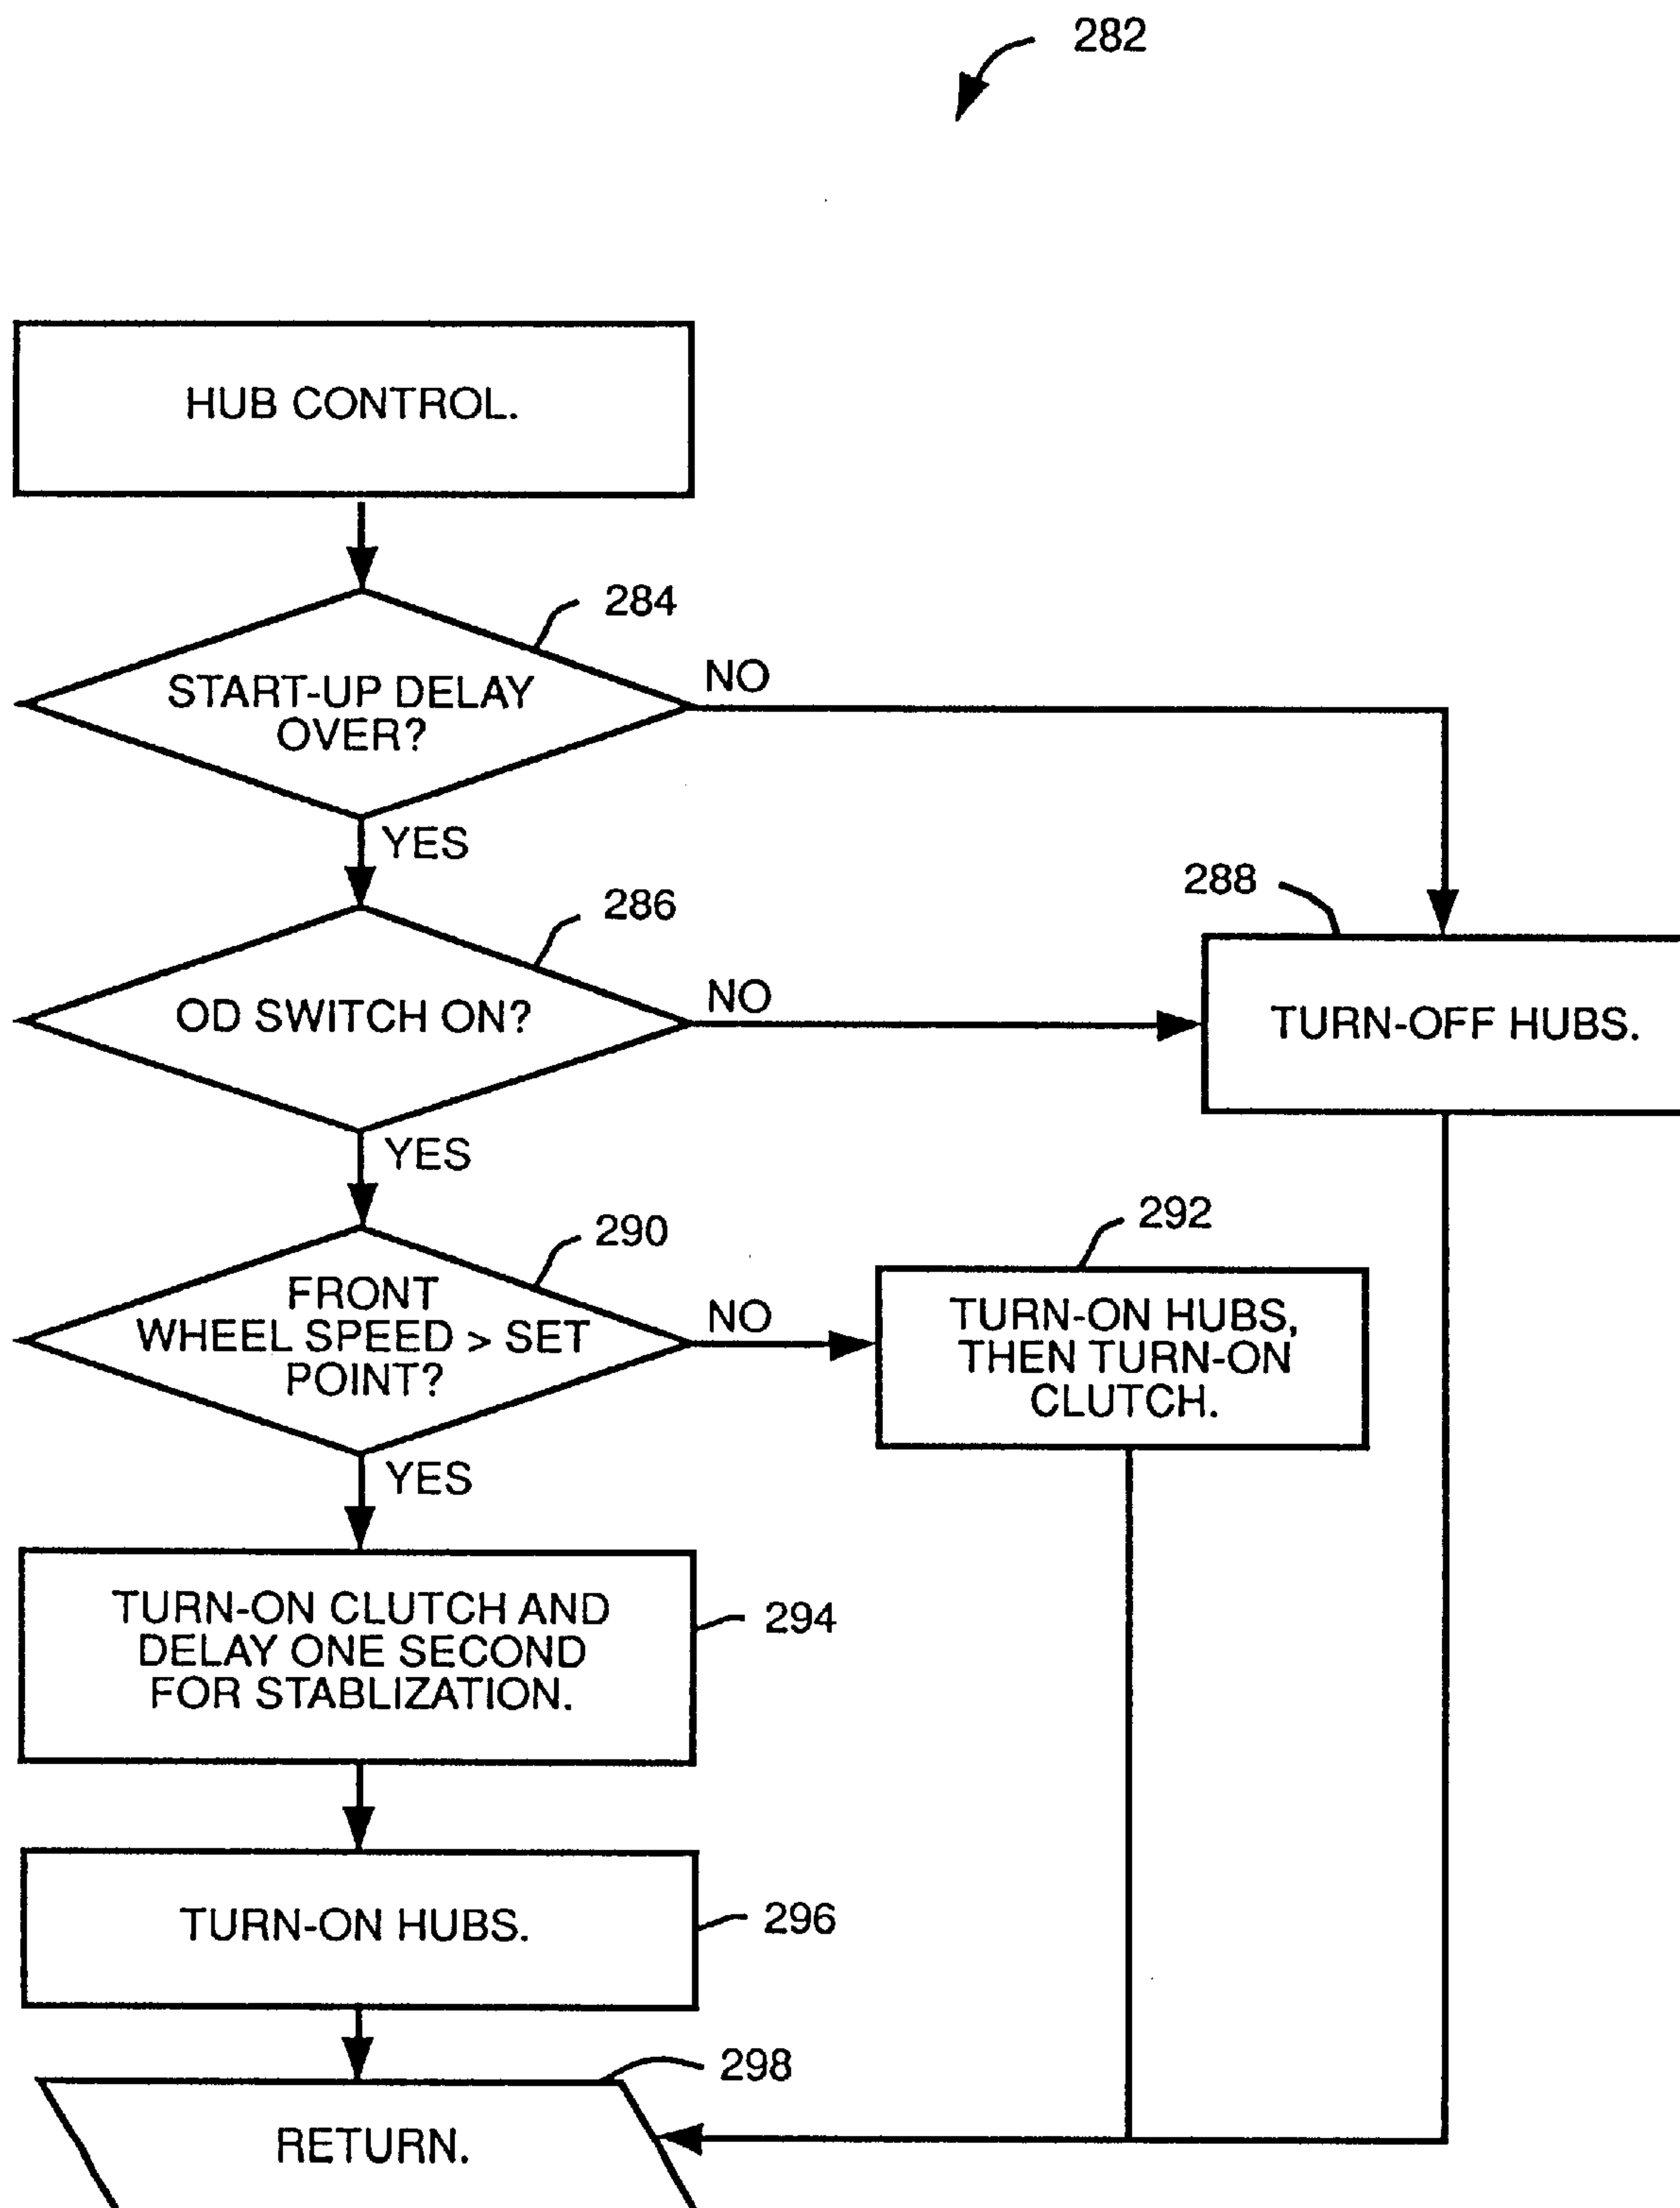 282
HUB CONTROL.
284
START-UP DELAY
OVER?
NO
YES
286
OD SWITCH ON?
NO
288
TURN-OFF HUBS.
YES
290
FRONT
WHEEL SPEED > SET
POINT?
NO
292
TURN-ON HUBS,
THEN TURN-ON
CLUTCH.
YES
TURN-ON CLUTCH AND
DELAY ONE SECOND
FOR STABLIZATION.
294
TURN-ON HUBS.
296
298
RETURN.